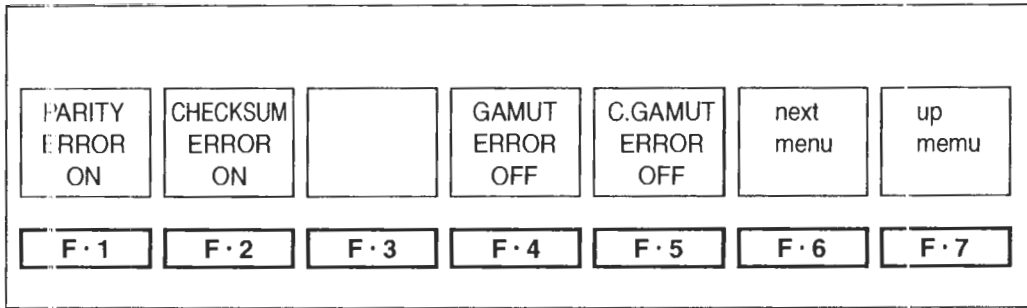 PARITY
ERROR
ON
CHECKSUM
ERROR
ON
GAMUT
ERROR
OFF
C.GAMUT
ERROR
OFF
next
menu
up
memu
F·1
F·2
F·3
F·4
F·5
F·6
F·7